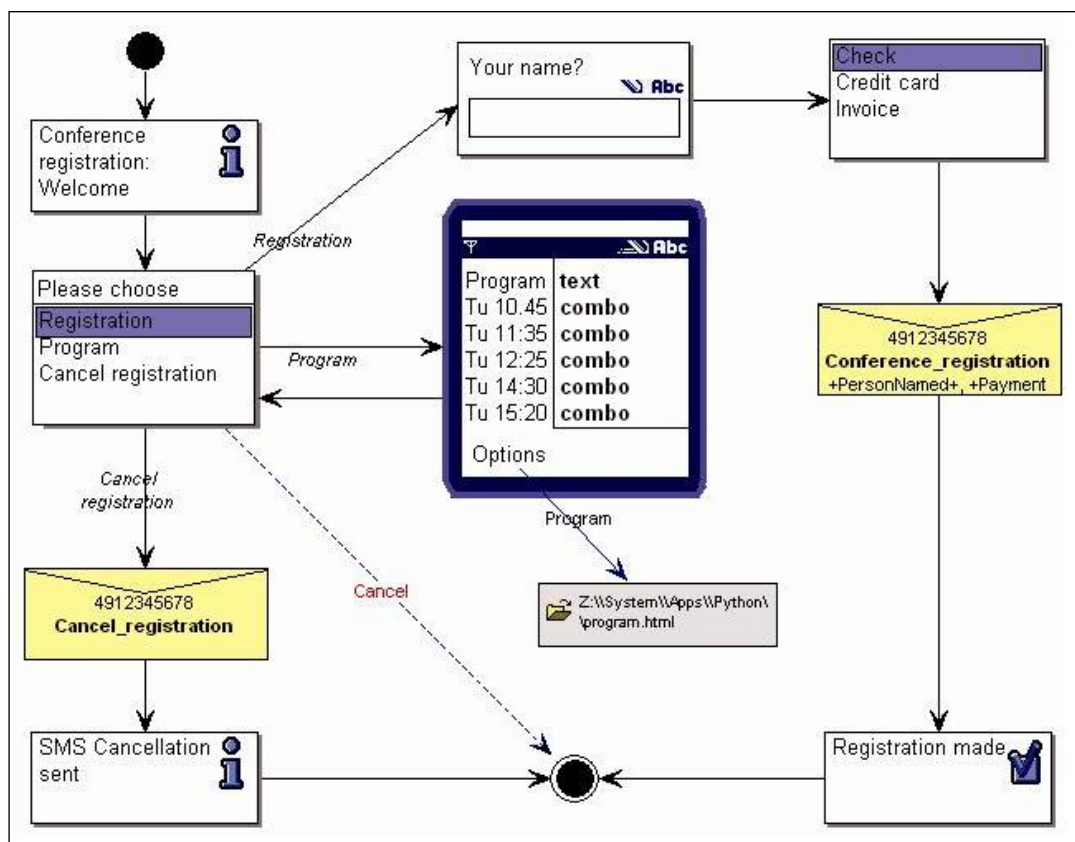 Conference
registration:
Welcome
Your name?
Abc
Check
Credit card
Invoice
Registration
Please choose
Registration
Program
Cancel registration
Program
Abc
Program text
Tu 10.45 combo
Tu 11:35 combo
Tu 12:25 combo
Tu 14:30 combo
Tu 15:20 combo
Options
4912345678
Conference_registration
+PersonNamed+, +Payment
Cancel
registration
Program
Cancel
Z:\\System\\Apps\\Python\
\program.html
4912345678
Cancel_registration
SMS Cancellation
sent
Registration made